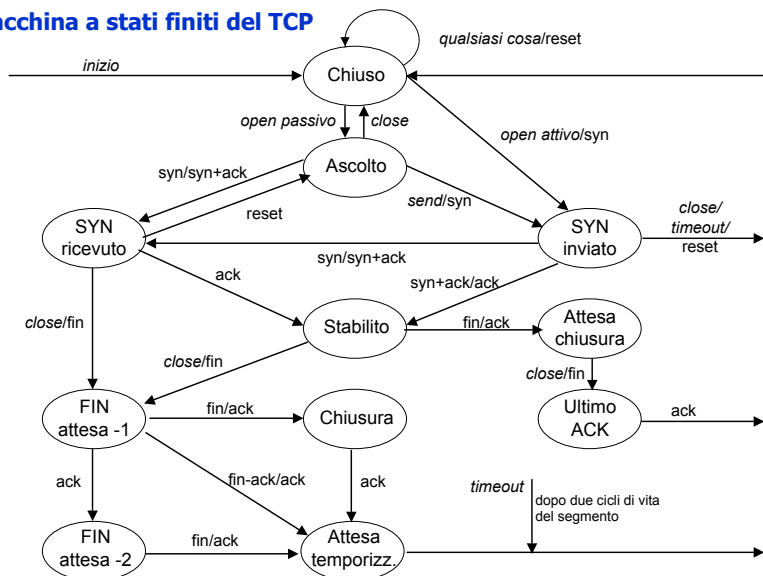 acchina a stati finiti del TCP
qualsiasi cosa/reset
inizio
Chiuso
open passivo
close
open attivo/syn
Ascolto
syn/syn+ack
send/syn
reset
SYN
ricevuto
SYN
inviato
close/
timeout/
reset
syn/syn+ack
ack
syn+ack/ack
close/fin
Stabilito
fin/ack
Attesa
chiusura
close/fin
close/fin
FIN
attesa -1
fin/ack
Chiusura
Ultimo
ACK
ack
ack
fin-ack/ack
ack
timeout
dopo due cicli di vita
del segmento
FIN
attesa -2
fin/ack
Attesa
temporizz.